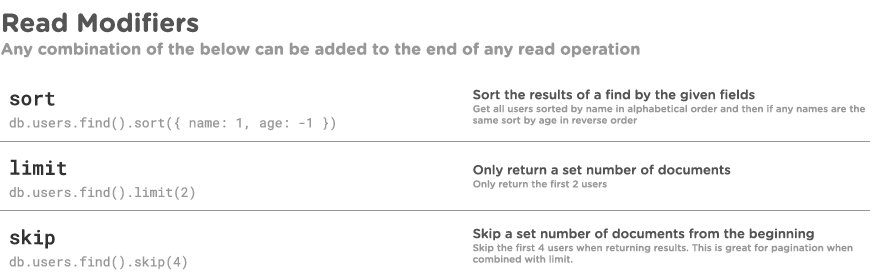 Read Modifiers
Any combination of the below can be added to the end of any read operation
sort
db.users.find().sort({ name: 1, age: -1 })
Sort the results of a find by the given fields
Get all users sorted by name in alphabetical order and then if any names are the
same sort by age in reverse order
limit
db.users.find().limit(2)
Only return a set number of documents
Only return the first 2 users
skip
db.users.find().skip(4)
Skip a set number of documents from the beginning
Skip the first 4 users when returning results. This is great for pagination when
combined with limit.